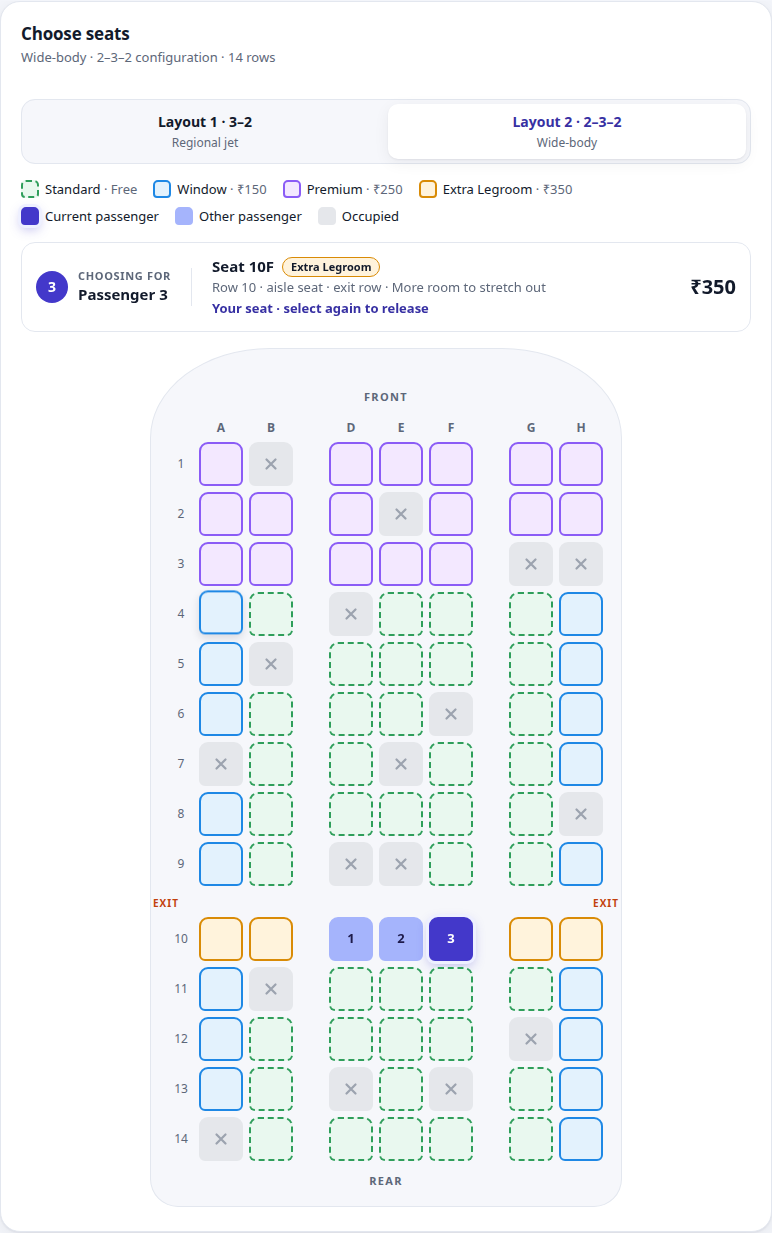 Choose seats
Wide-body · 2–3–2 configuration · 14 rows
Layout 1 · 3–2
Regional jet
Layout 2 · 2–3–2
Wide-body
Standard · Free
Window · ₹150
Premium · ₹250
Extra Legroom · ₹350
Current passenger
Other passenger
Occupied
3
CHOOSING FOR
Passenger 3
Seat 10F Extra Legroom
Row 10 · aisle seat · exit row · More room to stretch out
Your seat · select again to release
₹350
FRONT
A B D E F G H
1
2
3
4
5
6
7
8
9
EXIT EXIT
10 1 2 3
11
12
13
14
REAR